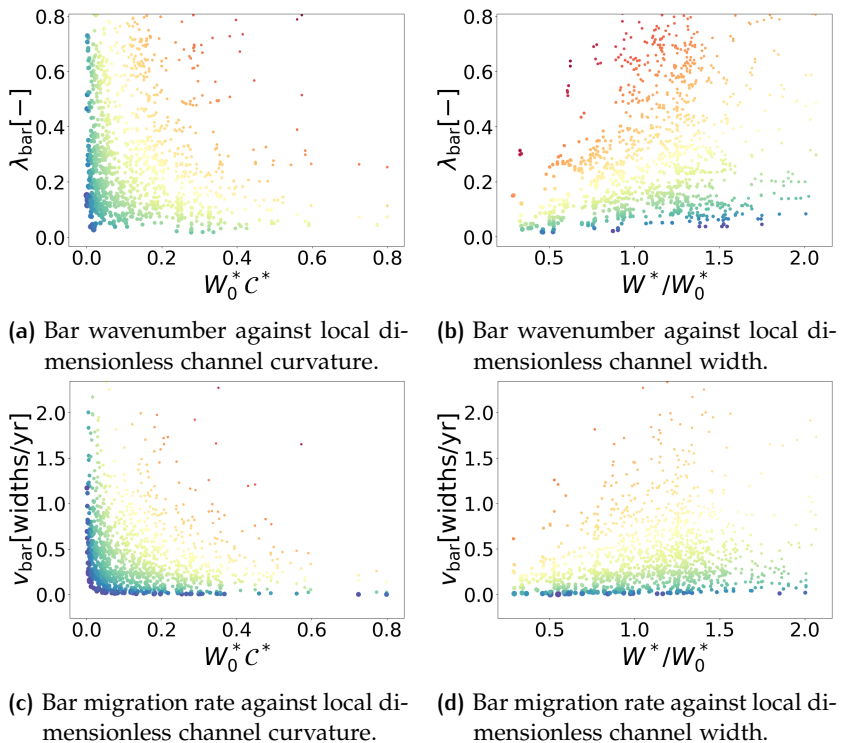 0.8
0.6
0.4
0.2
0.0
λbar[−]
0.0 0.2 0.4 0.6 0.8
W₀*C*
0.8
0.6
0.4
0.2
0.0
λbar[−]
0.5 1.0 1.5 2.0
W*/W₀*
(a) Bar wavenumber against local di-
mensionless channel curvature.
(b) Bar wavenumber against local di-
mensionless channel width.
2.0
1.5
1.0
0.5
0.0
vbar[widths/yr]
0.0 0.2 0.4 0.6 0.8
W₀*C*
2.0
1.5
1.0
0.5
0.0
vbar[widths/yr]
0.5 1.0 1.5 2.0
W*/W₀*
(c) Bar migration rate against local di-
mensionless channel curvature.
(d) Bar migration rate against local di-
mensionless channel width.